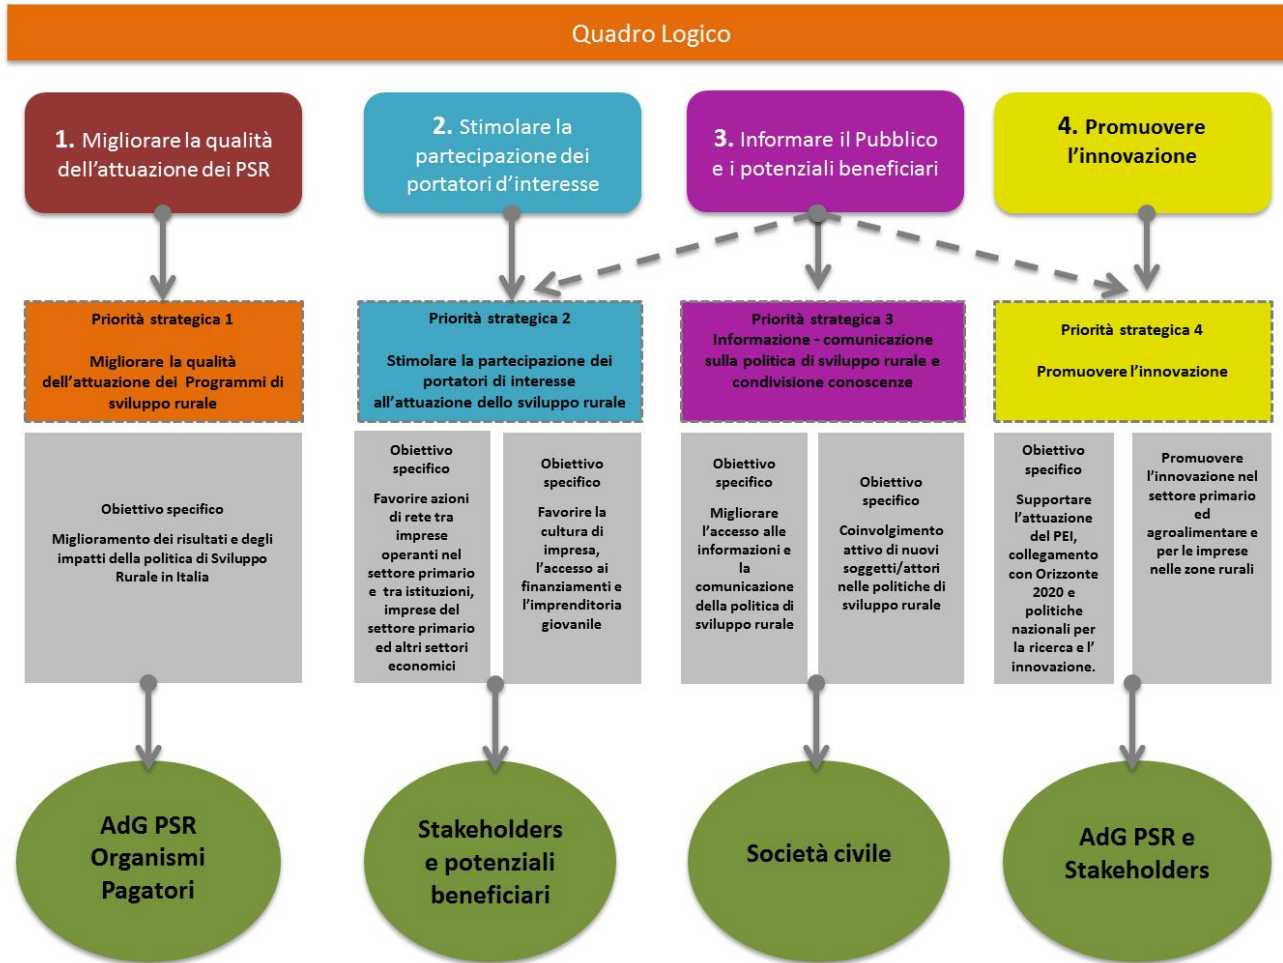 Quadro Logico
1. Migliorare la qualità
dell'attuazione dei PSR
2. Stimolare la
partecipazione dei
portatori d'interesse
3. Informare il Pubblico
e i potenziali beneficiari
4. Promuovere
l'innovazione
Priorità strategica 1
Migliorare la qualità
dell'attuazione dei Programmi di
sviluppo rurale
Priorità strategica 2
Stimolare la partecipazione dei
portatori di interesse
all'attuazione dello sviluppo rurale
Priorità strategica 3
Informazione - comunicazione
sulla politica di sviluppo rurale e
condivisione conoscenze
Priorità strategica 4
Promuovere l'innovazione
Obiettivo specifico
Miglioramento dei risultati e degli
impatti della politica di Sviluppo
Rurale in Italia
Obiettivo
specifico
Favorire azioni
di rete tra
imprese
operanti nel
settore primario
e tra istituzioni,
imprese del
settore primario
ed altri settori
economici
Obiettivo
specifico
Favorire la
cultura di
impresa,
l'accesso ai
finanziamenti e
l'imprenditoria
giovanile
Obiettivo
specifico
Migliorare
l'accesso alle
informazioni e
la
comunicazione
della politica di
sviluppo rurale
Obiettivo
specifico
Coinvolgimento
attivo di nuovi
soggetti/attori
nelle politiche di
sviluppo rurale
Obiettivo
specifico
Supportare
l'attuazione
del PEI,
collegamento
con Orizzonte
2020 e
politiche
nazionali per
la ricerca e l'
innovazione.
Promuovere
l'innovazione nel
settore primario
ed
agroalimentare e
per le imprese
nelle zone rurali
AdG PSR
Organismi
Pagatori
Stakeholders
e potenziali
beneficiari
Società civile
AdG PSR e
Stakeholders